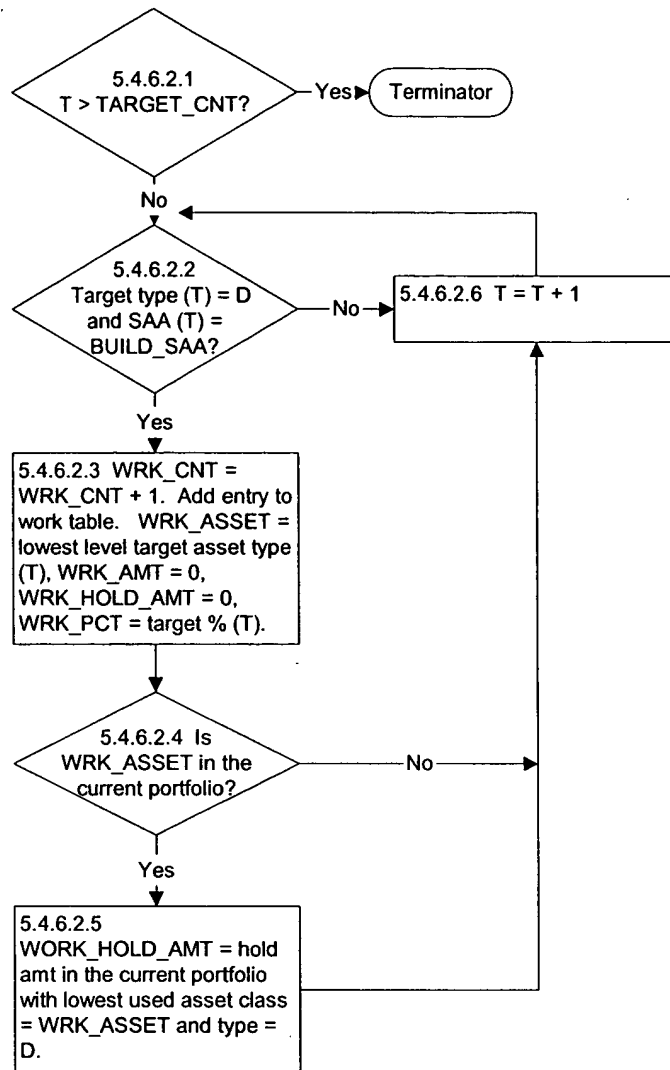 5.4.6.2.1
T > TARGET_CNT?
Yes
Terminator
No
5.4.6.2.2
Target type (T) = D
and SAA (T) =
BUILD_SAA?
No
5.4.6.2.6 T = T + 1
Yes
5.4.6.2.3 WRK_CNT =
WRK_CNT + 1. Add entry to
work table. WRK_ASSET =
lowest level target asset type
(T), WRK_AMT = 0,
WRK_HOLD_AMT = 0,
WRK_PCT = target % (T).
5.4.6.2.4 Is
WRK_ASSET in the
current portfolio?
No
Yes
5.4.6.2.5
WORK_HOLD_AMT = hold
amt in the current portfolio
with lowest used asset class
= WRK_ASSET and type =
D.